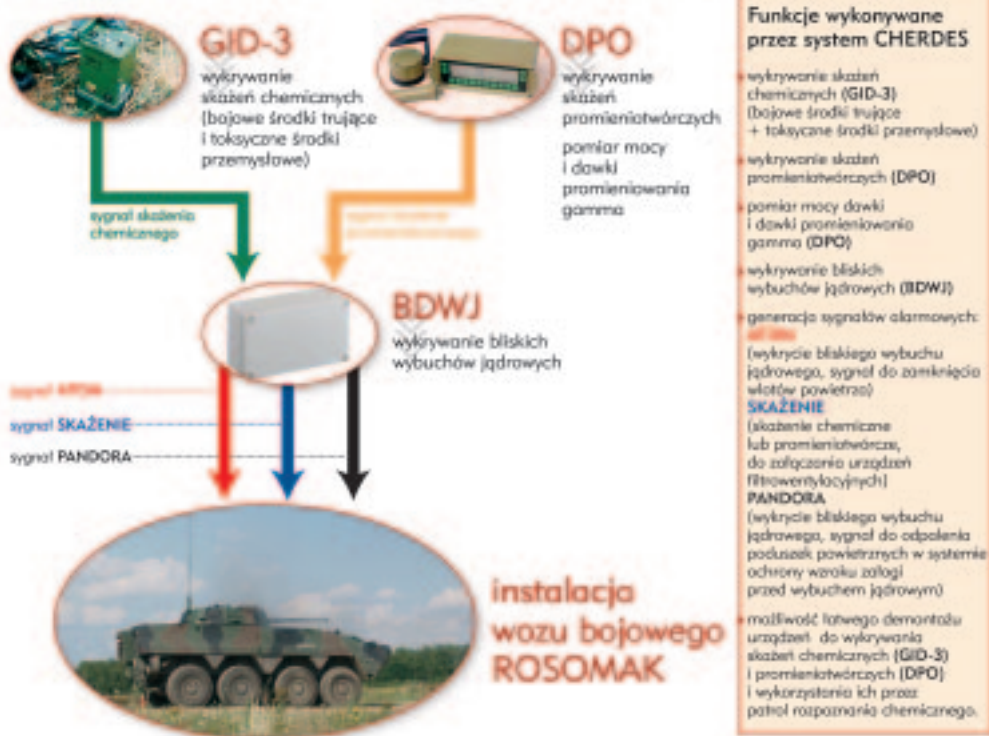 GID-3
wykrywanie
skażeń chemicznych
(bojowe środki trujące
i toksyczne środki
przemysłowe)
DPO
wykrywanie
skażeń
promieniotwórczych
pomiar mocy
i dawki
promieniowania
gamma
sygnał skażenia
chemicznego
BDWJ
wykrywanie bliskich
wybuchów jądrowych
sygnał
sygnał SKAŻENIE
sygnał PANDORA
instalacja
wozu bojowego
ROSOMAK
Funkcje wykonywane
przez system CHERDES
wykrywanie skażeń
chemicznych (GID-3)
(bojowe środki trujące
+ toksyczne środki przemysłowe)
wykrywanie skażeń
promieniotwórczych (DPO)
pomiar mocy dawki
i dawki promieniowania
gamma (DPO)
wykrywanie bliskich
wybuchów jądrowych (BDWJ)
generacja sygnałów alarmowych:
(wykrycie bliskiego wybuchu
jądrowego, sygnał do zamknięcia
wlotów powietrza)
SKAŻENIE
(skażenie chemiczne
lub promieniotwórcze,
do załączania urządzeń
filtrowentylacyjnych)
PANDORA
(wykrycie bliskiego wybuchu
jądrowego, sygnał do odpalenia
poduszek powietrznych w systemie
ochrony wzroku załogi
przed wybuchem jądrowym)
możliwość łatwego demontażu
urządzeń do wykrywania
skażeń chemicznych (GID-3)
i promieniotwórczych (DPO)
i wykorzystania ich przez
patrol rozpoznania chemicznego.